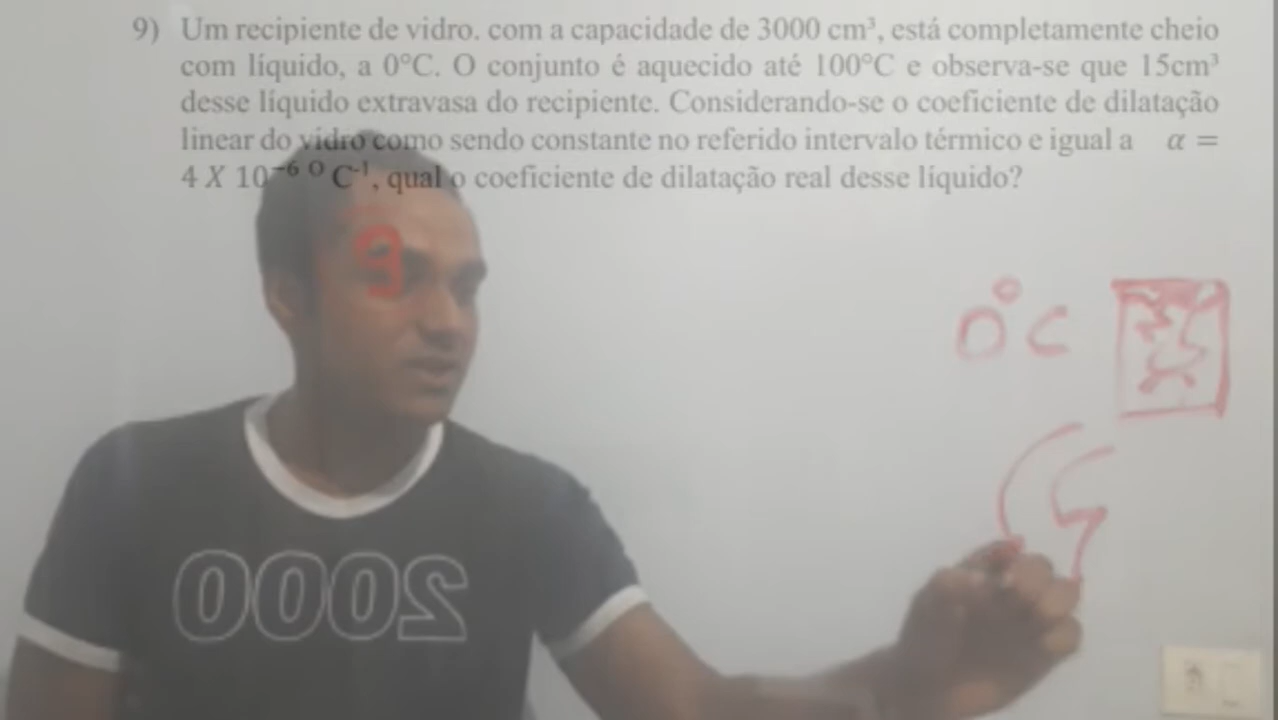 9) Um recipiente de vidro. com a capacidade de 3000 cm³, está completamente cheio
com líquido, a 0°C. O conjunto é aquecido até 100°C e observa-se que 15cm³
desse líquido extravasa do recipiente. Considerando-se o coeficiente de dilatação
linear do vidro como sendo constante no referido intervalo térmico e igual a α =
4 X 10⁻⁶ ᴼ C⁻¹, qual o coeficiente de dilatação real desse líquido?
9
0°C
2000